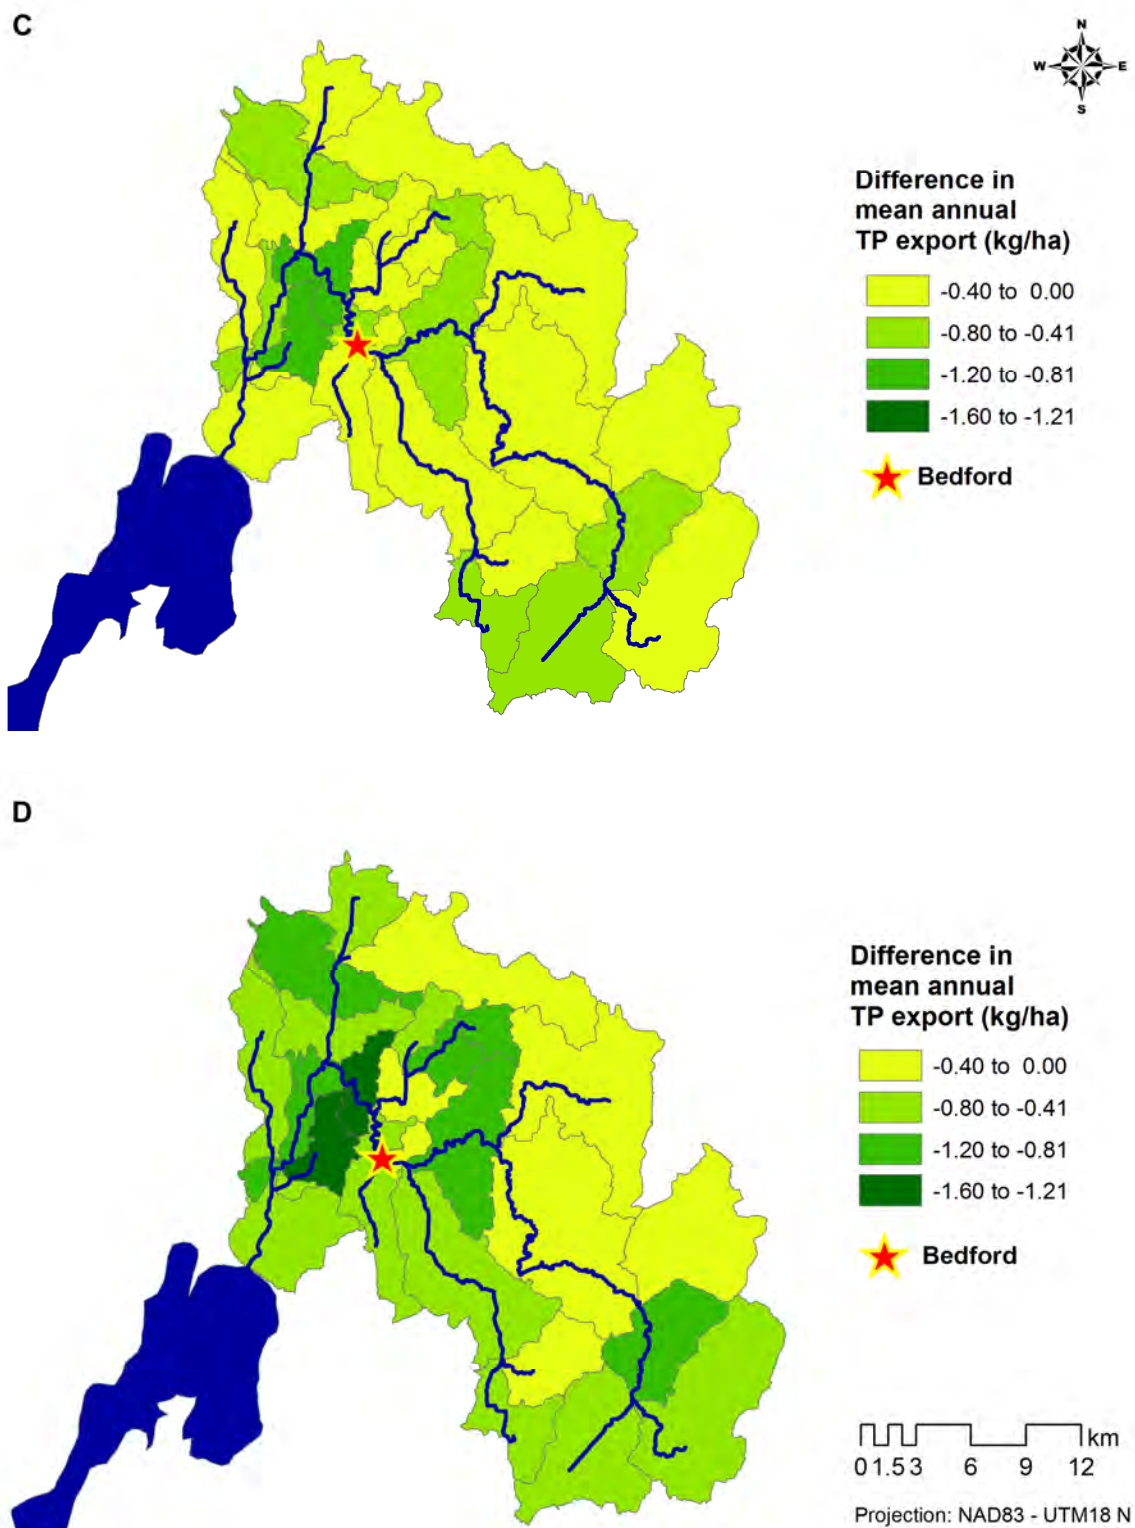 C
N
W E
S
Difference in
mean annual
TP export (kg/ha)
-0.40 to 0.00
-0.80 to -0.41
-1.20 to -0.81
-1.60 to -1.21
Bedford
D
Difference in
mean annual
TP export (kg/ha)
-0.40 to 0.00
-0.80 to -0.41
-1.20 to -0.81
-1.60 to -1.21
Bedford
km
0 1.5 3 6 9 12
Projection: NAD83 - UTM18 N